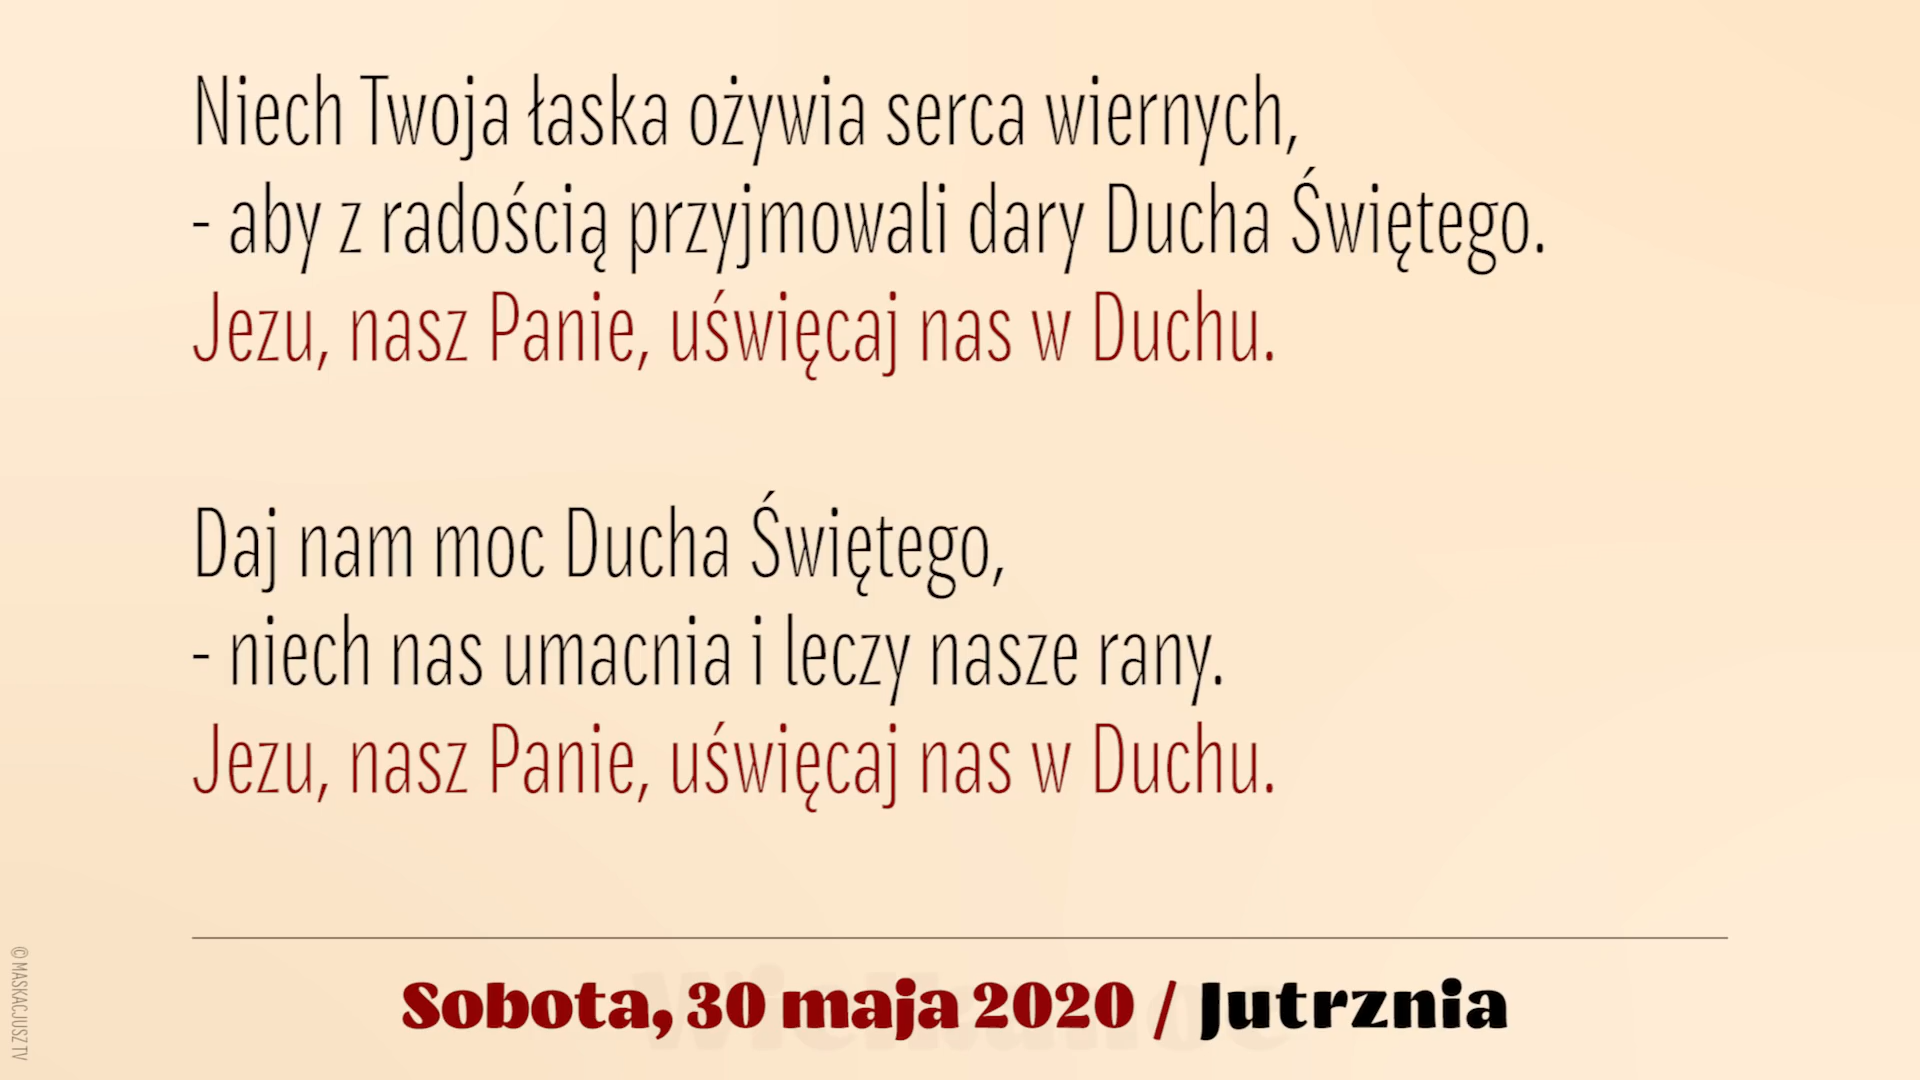 Niech Twoja łaska ożywia serca wiernych,
- aby z radością przyjmowali dary Ducha Świętego.
Jezu, nasz Panie, uświęcaj nas w Duchu.
Daj nam moc Ducha Świętego,
- niech nas umacnia i leczy nasze rany.
Jezu, nasz Panie, uświęcaj nas w Duchu.
Sobota, 30 maja 2020 / Jutrznia
© MASKACJUSZ TV